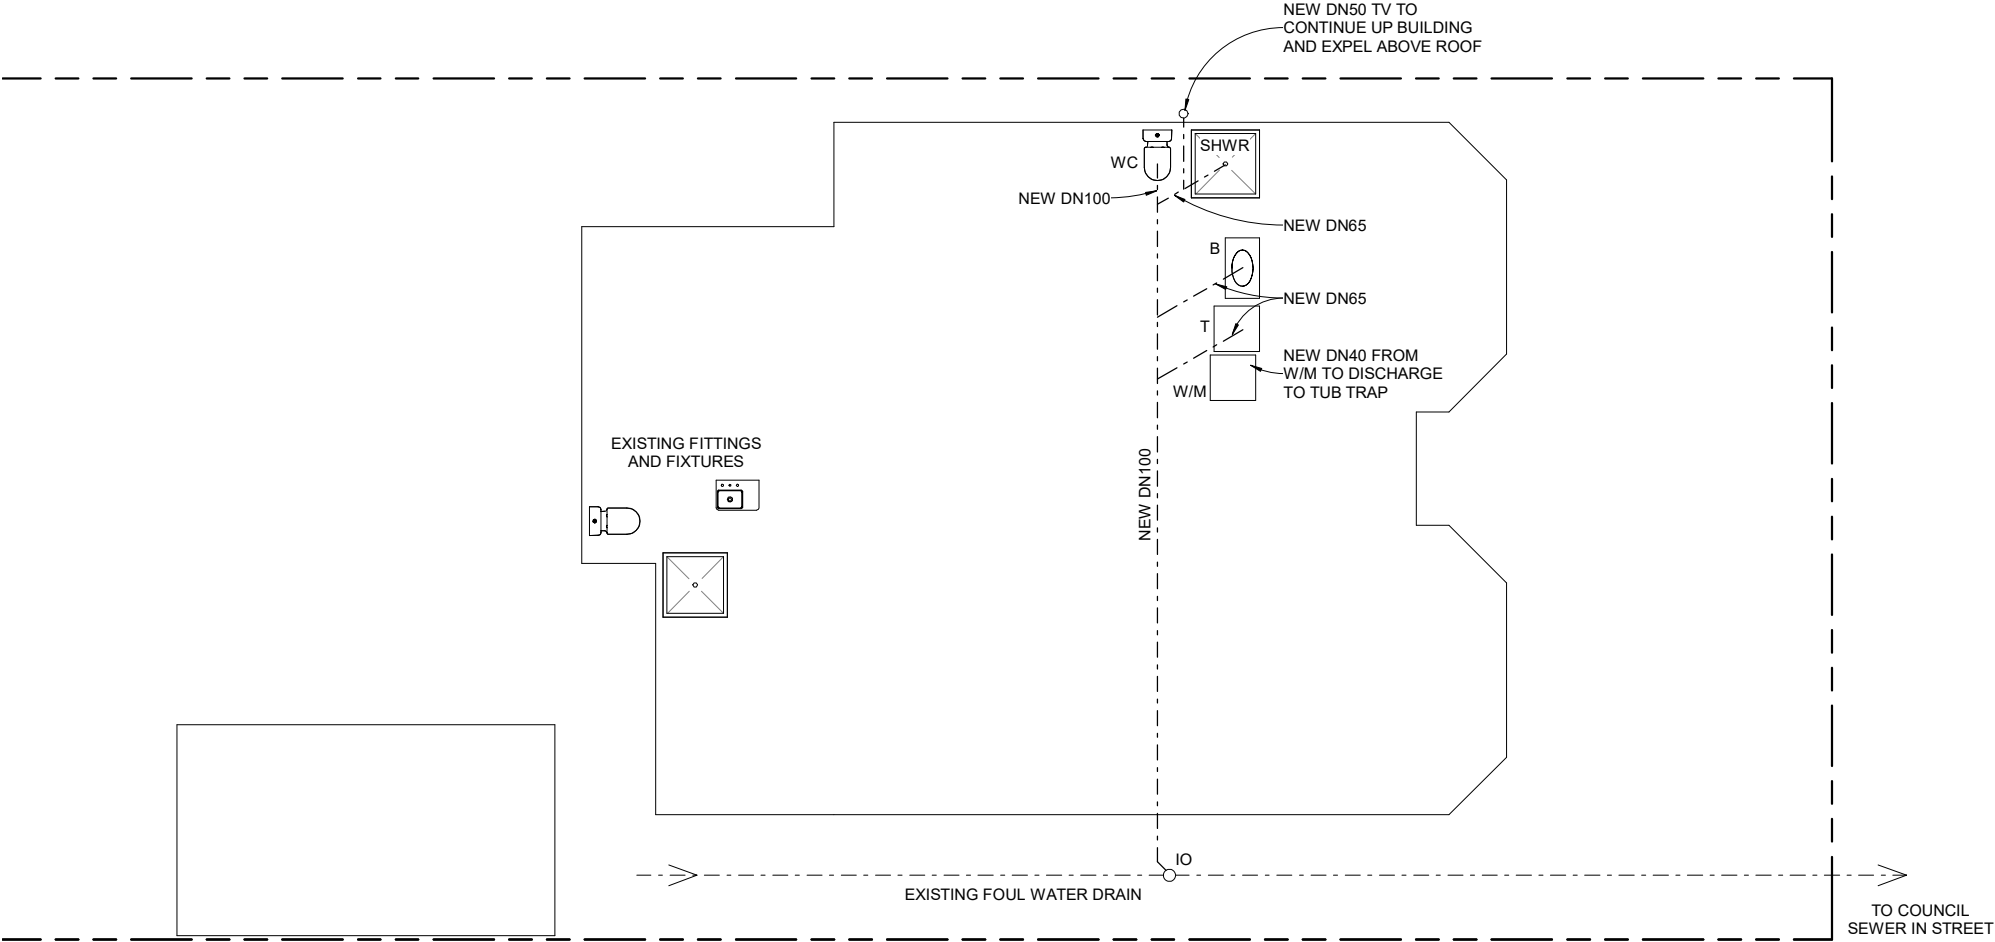 NEW DN50 TV TO
CONTINUE UP BUILDING
AND EXPEL ABOVE ROOF
SHWR
WC
NEW DN100
NEW DN65
B
NEW DN65
T
NEW DN40 FROM
W/M TO DISCHARGE
TO TUB TRAP
W/M
EXISTING FITTINGS
AND FIXTURES
NEW DN100
IO
EXISTING FOUL WATER DRAIN
TO COUNCIL
SEWER IN STREET